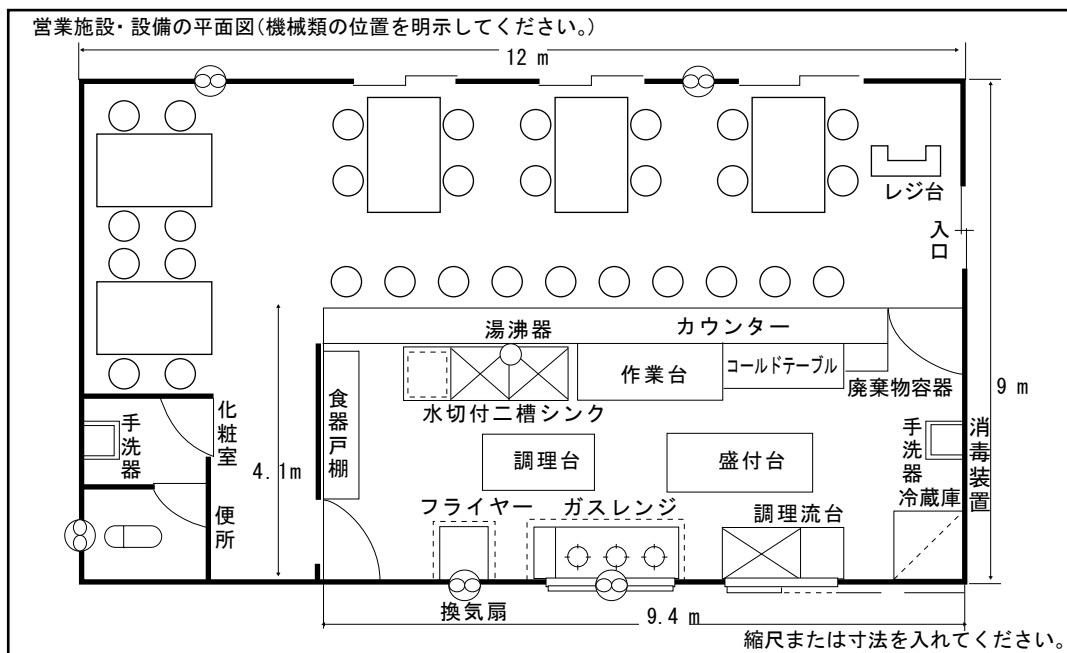 営業施設・設備の平面図(機械類の位置を明示してください。)
12 m
レジ台
入口
湯沸器
カウンター
作業台
コールドテーブル
廃棄物容器
9 m
食器戸棚
水切付二槽シンク
化粧室
手洗器
4.1m
調理台
盛付台
手洗器
消毒装置
冷蔵庫
フライヤー
ガスレンジ
調理流台
便所
換気扇
9.4 m
縮尺または寸法を入れてください。